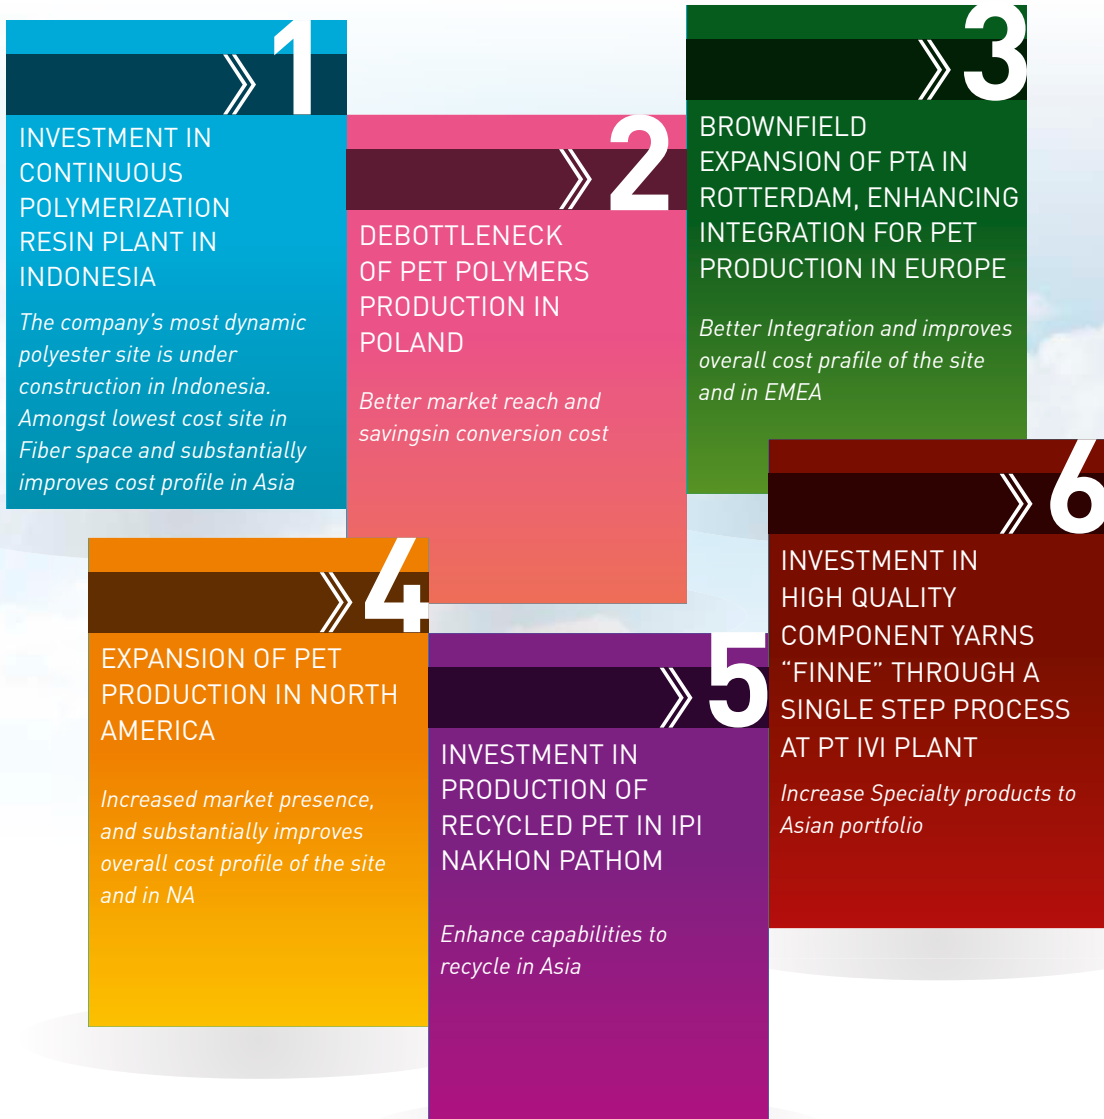 1
INVESTMENT IN
CONTINUOUS
POLYMERIZATION
RESIN PLANT IN
INDONESIA
The company's most dynamic
polyester site is under
construction in Indonesia.
Amongst lowest cost site in
Fiber space and substantially
improves cost profile in Asia
2
DEBOTTLENECK
OF PET POLYMERS
PRODUCTION IN
POLAND
Better market reach and
savingsin conversion cost
3
BROWNFIELD
EXPANSION OF PTA IN
ROTTERDAM, ENHANCING
INTEGRATION FOR PET
PRODUCTION IN EUROPE
Better Integration and improves
overall cost prafile of the site
and in EMEA
4
EXPANSION OF PET
PRODUCTION IN NORTH
AMERICA
Increased market presence,
and substantially improves
overall cost profile of the site
and in NA
5
INVESTMENT IN
PRODUCTION OF
RECYCLED PET IN IPI
NAKHON PATHOM
Enhance capabilities to
recycle in Asia
6
INVESTMENT IN
HIGH QUALITY
COMPONENT YARNS
“FINNE” THROUGH A
SINGLE STEP PROCESS
AT PT IVI PLANT
Increase Specialty products to
Asian portfolio